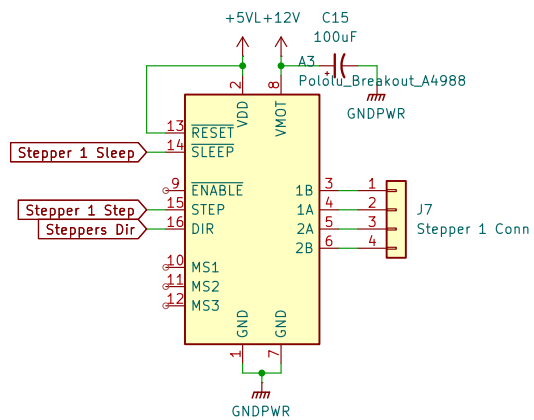 +5VL+12V
C15
100uF
A3
Pololu_Breakout_A4988
GNDPWR
2
8
VDD
VMOT
13
RESET
Stepper 1 Sleep
14
SLEEP
9
ENABLE
1B
3
1
Stepper 1 Step
15
STEP
1A
4
2
J7
Steppers Dir
16
DIR
2A
5
3
Stepper 1 Conn
2B
6
4
10
MS1
11
MS2
12
MS3
GND
GND
1
7
GNDPWR